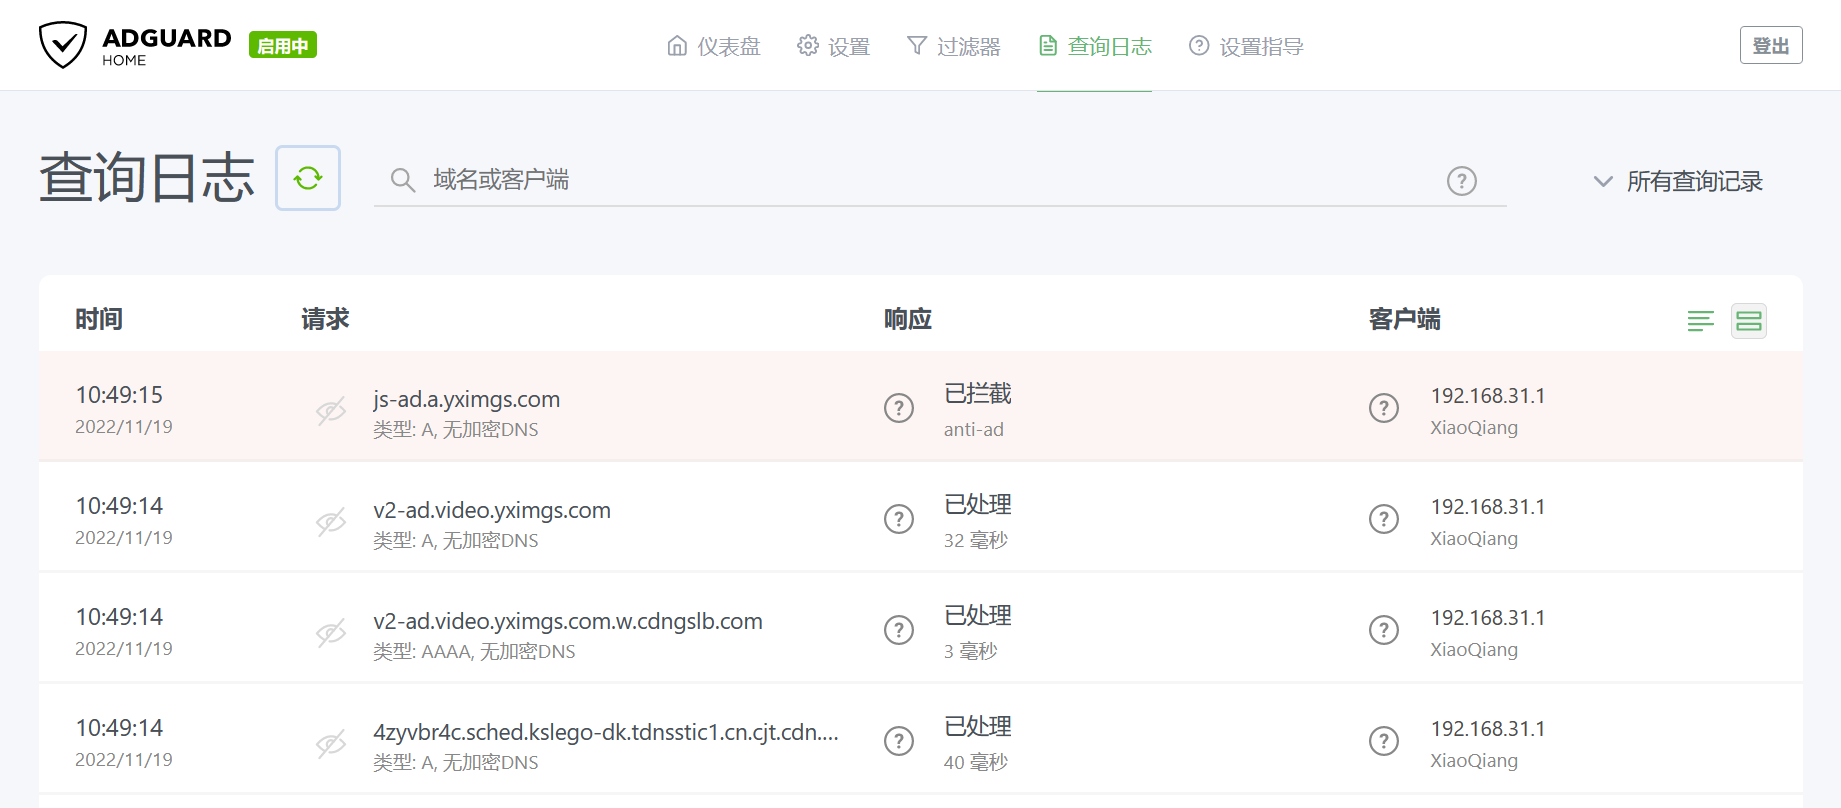 ADGUARD
HOME
启用中
仪表盘
设置
过滤器
查询日志
设置指导
登出
查询日志
域名或客户端
所有查询记录
时间
请求
响应
客户端
10:49:15
2022/11/19
js-ad.a.yximgs.com
类型: A, 无加密DNS
已拦截
anti-ad
192.168.31.1
XiaoQiang
10:49:14
2022/11/19
v2-ad.video.yximgs.com
类型: A, 无加密DNS
已处理
32 毫秒
192.168.31.1
XiaoQiang
10:49:14
2022/11/19
v2-ad.video.yximgs.com.w.cdngslb.com
类型: AAAA, 无加密DNS
已处理
3 毫秒
192.168.31.1
XiaoQiang
10:49:14
2022/11/19
4zyvbr4c.sched.kslego-dk.tdnsstic1.cn.cjt.cdn....
类型: A, 无加密DNS
已处理
40 毫秒
192.168.31.1
XiaoQiang